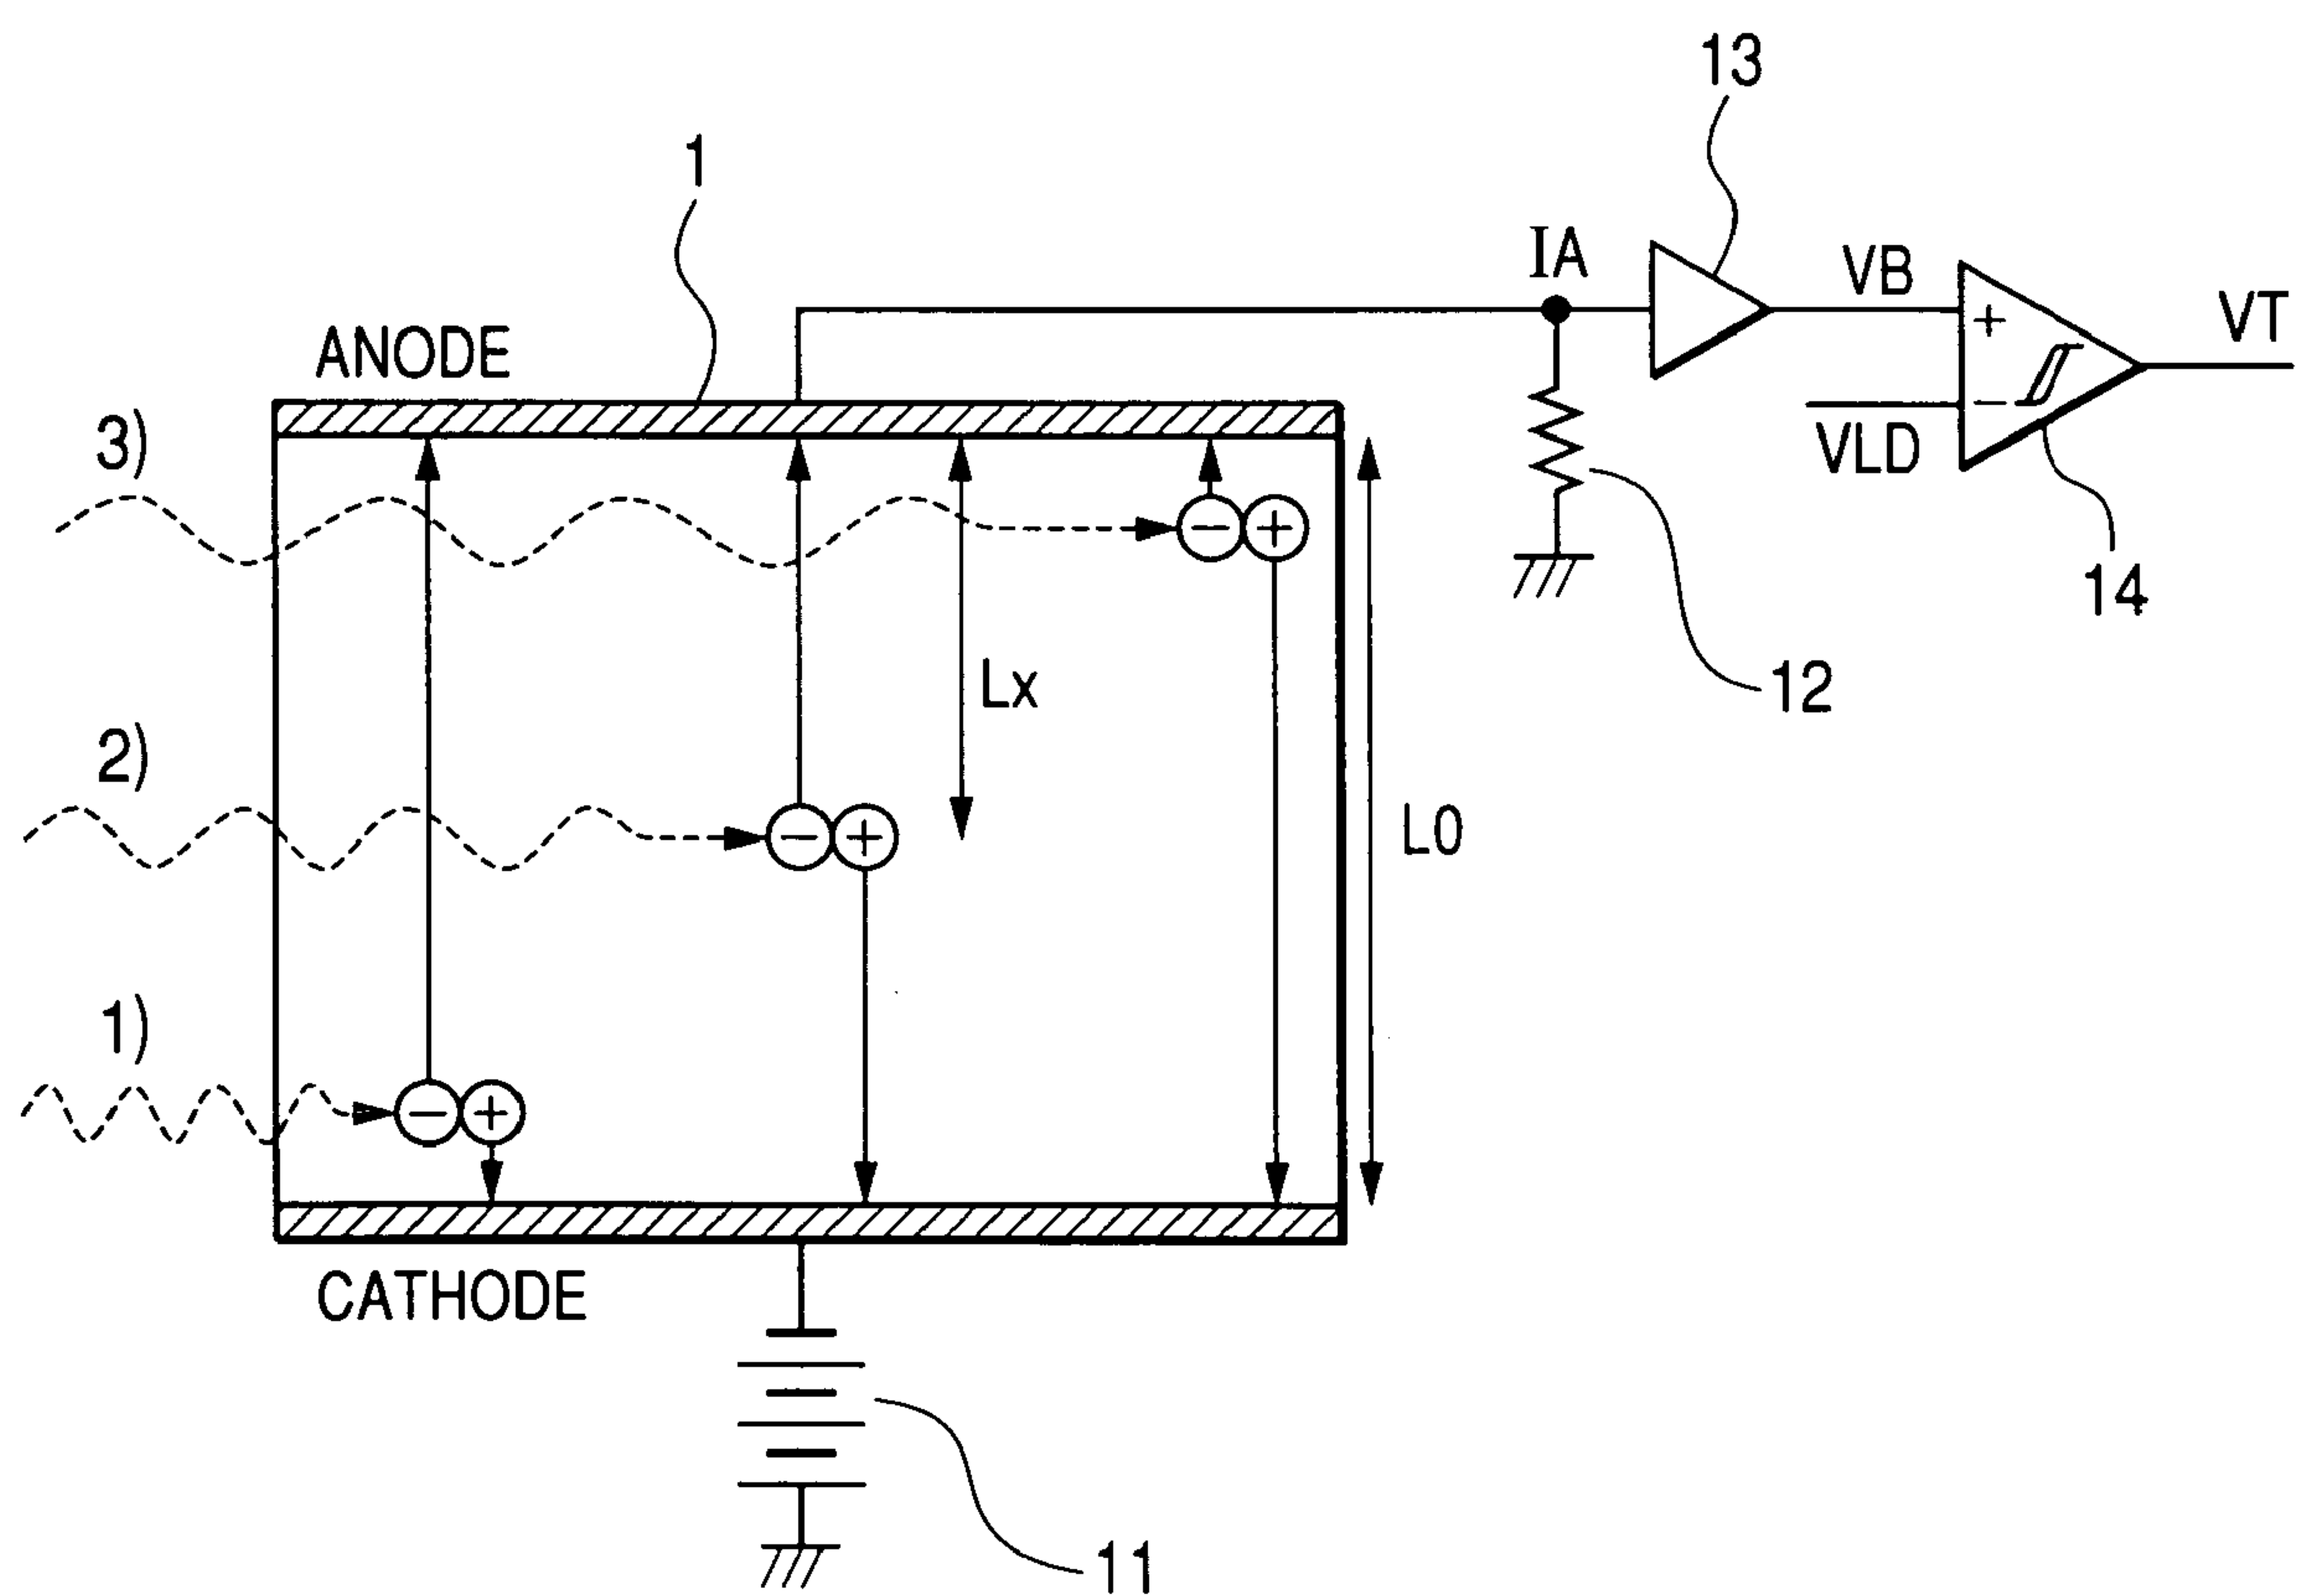 13
1
IA
VB
VT
ANODE
+
3)
−
VLD
− +
14
Lx
12
2)
− +
L0
1)
− +
CATHODE
11